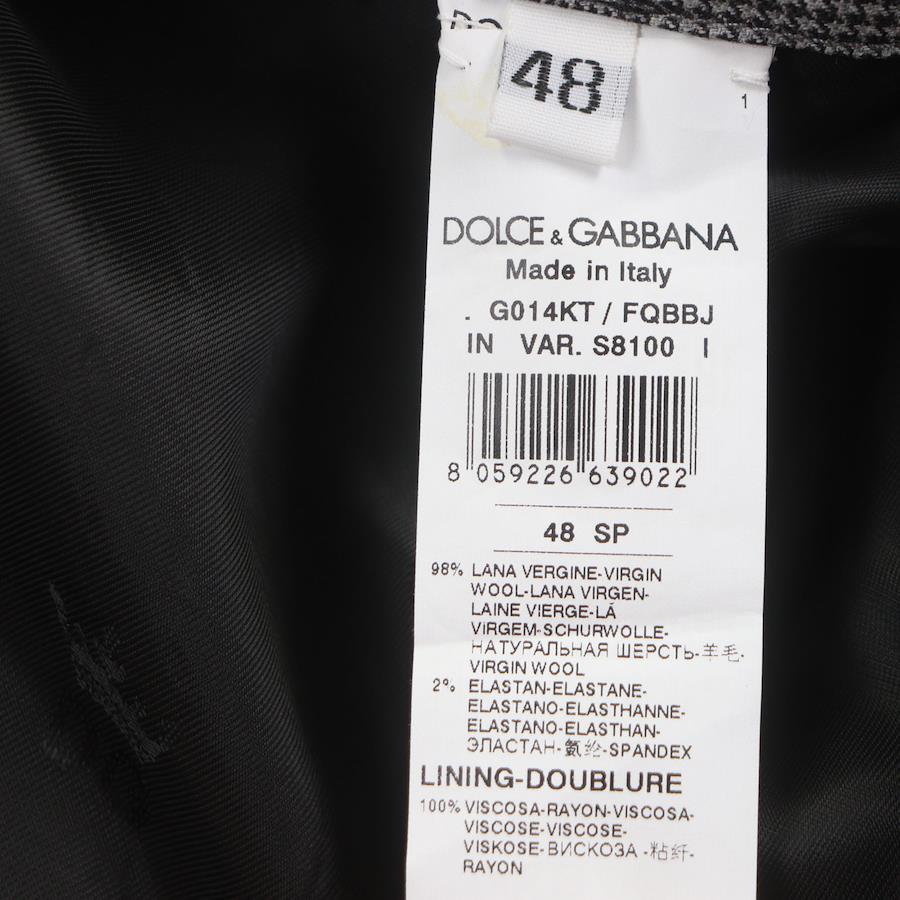 48
1
DOLCE & GABBANA
Made in Italy
. G014KT / FQBBJ
IN VAR. S8100 I
8 059226 639022
48 SP
98% LANA VERGINE-VIRGIN
WOOL-LANA VIRGEN-
LAINE VIERGE-LÃ
VIRGEM-SCHURWOLLE-
НАТУРАЛЬНАЯ ШЕРСТЬ-羊毛-
VIRGIN WOOL
2% ELASTAN-ELASTANE-
ELASTANO-ELASTHANNE-
ELASTANO-ELASTHAN-
ЭЛАСТАН-氨纶-SPANDEX
LINING-DOUBLURE
100% VISCOSA-RAYON-VISCOSA-
VISCOSE-VISCOSE-
VISKOSE-ВИСКОЗА -粘纤-
RAYON